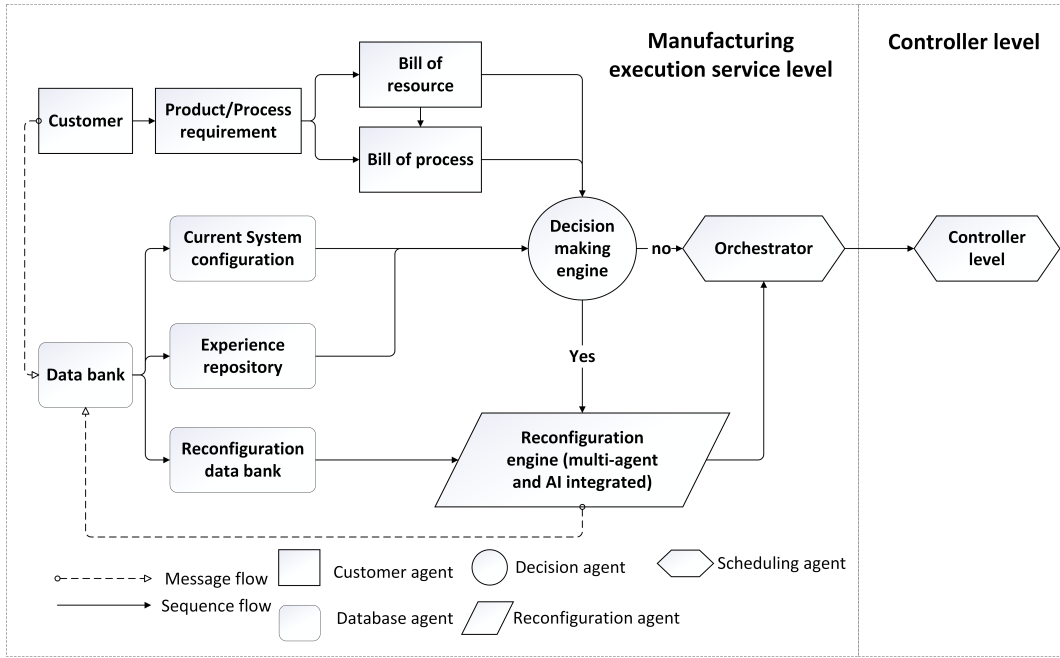 Manufacturing
execution service level
Controller level
Bill of
resource
Customer
Product/Process
requirement
Bill of process
Current System
configuration
Decision
making
engine
no
Orchestrator
Controller
level
Experience
repository
Yes
Data bank
Reconfiguration
data bank
Reconfiguration
engine (multi-agent
and AI integrated)
Message flow
Sequence flow
Customer agent
Decision agent
Scheduling agent
Database agent
Reconfiguration agent